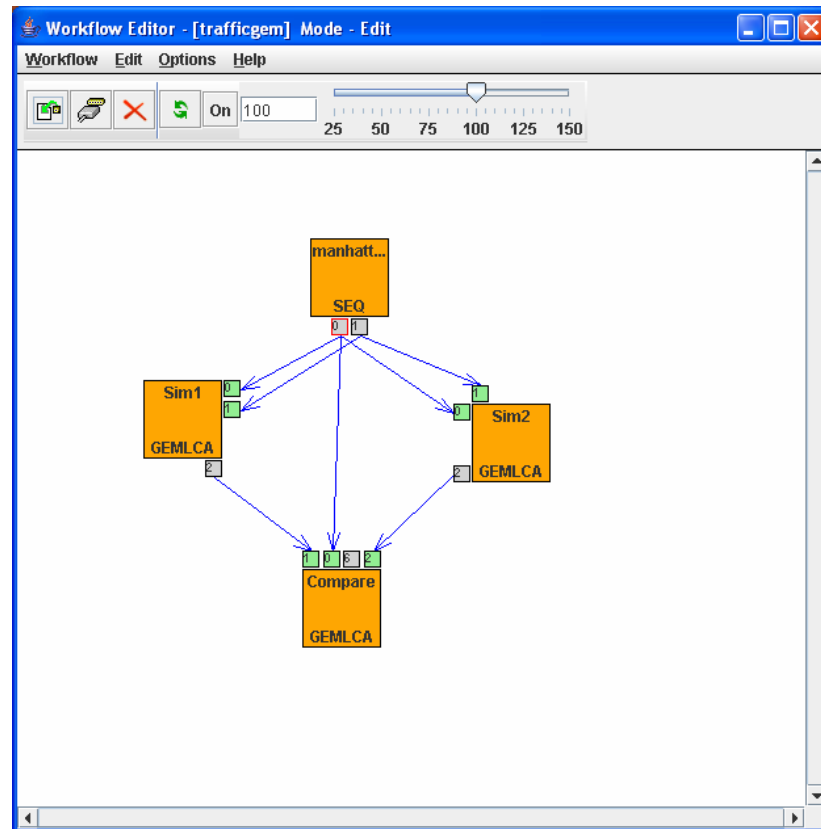 Workflow Editor - [trafficgem] Mode - Edit
Workflow Edit Options Help
On 100
25 50 75 100 125 150
manhatt...
SEQ
0 1
Sim1
GEMLCA
0
1
2
1
0
Sim2
GEMLCA
2
1 0 6 2
Compare
GEMLCA